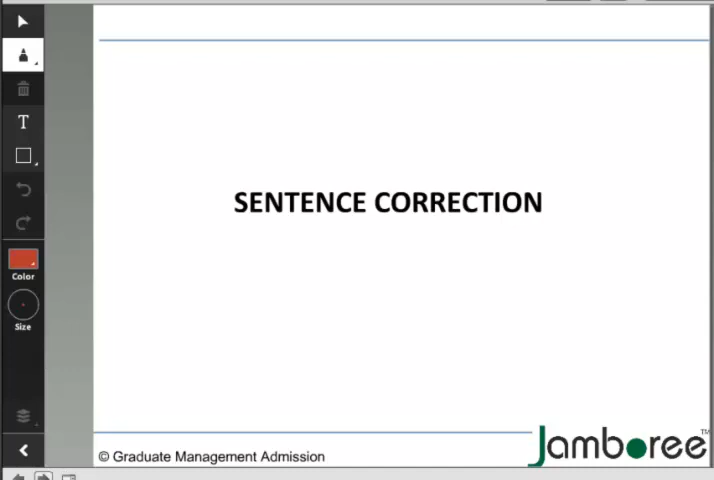 SENTENCE CORRECTION
T
Color
Size
© Graduate Management Admission
Jamboree™